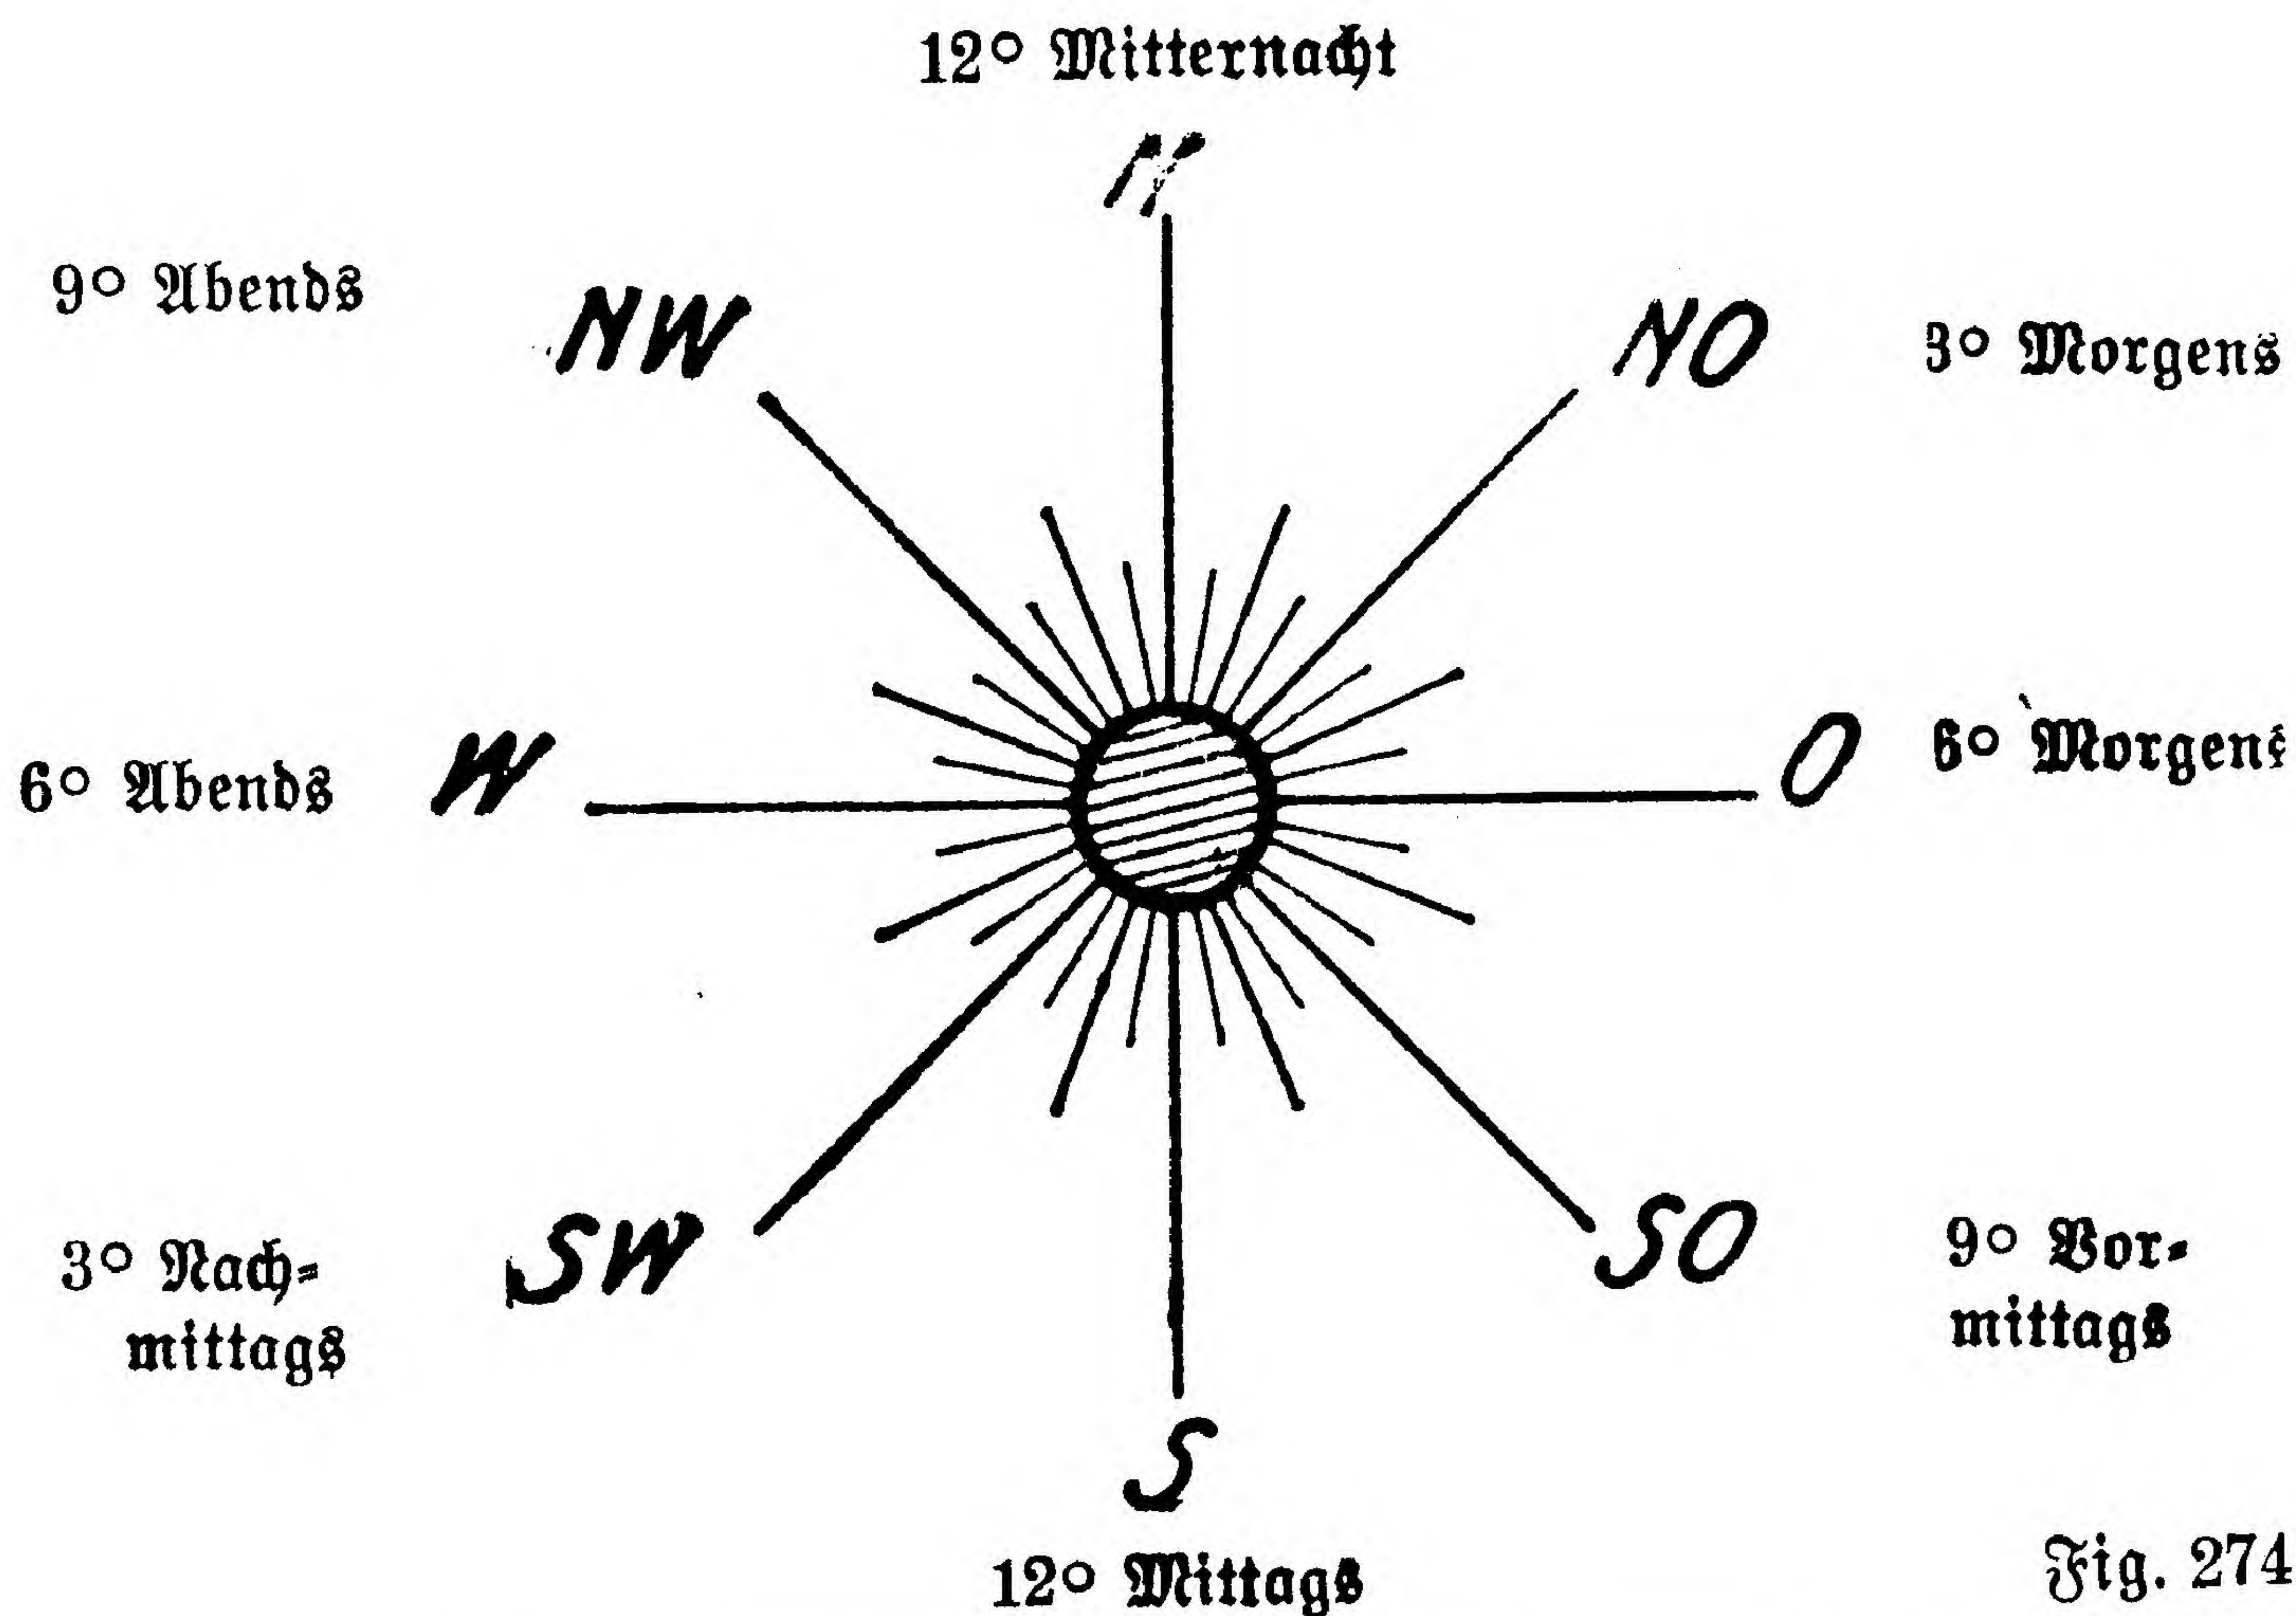 12° Mitternacht
N
9° Abends
NW
NO
3° Morgens
6° Abends
W
O
6° Morgens
3° Nach-
mittags
SW
SO
9° Vor-
mittags
S
12° Mittags
Fig. 274